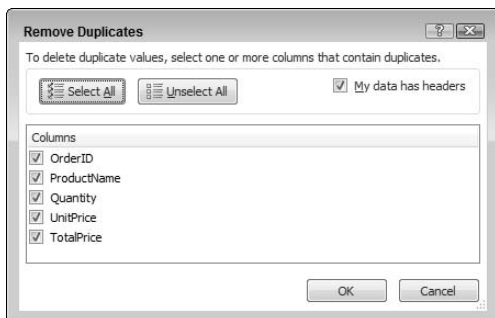 Remove Duplicates
To delete duplicate values, select one or more columns that contain duplicates.
Select All
Unselect All
My data has headers
Columns
OrderID
ProductName
Quantity
UnitPrice
TotalPrice
OK
Cancel